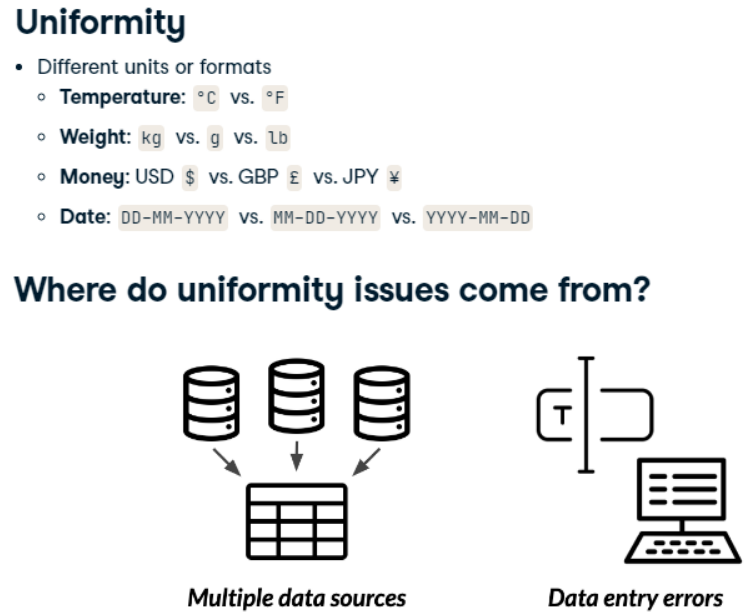 Uniformity
• Different units or formats
◦ Temperature: °C vs. °F
◦ Weight: kg vs. g vs. lb
◦ Money: USD $ vs. GBP £ vs. JPY ¥
◦ Date: DD-MM-YYYY vs. MM-DD-YYYY vs. YYYY-MM-DD
Where do uniformity issues come from?
T
Multiple data sources
Data entry errors